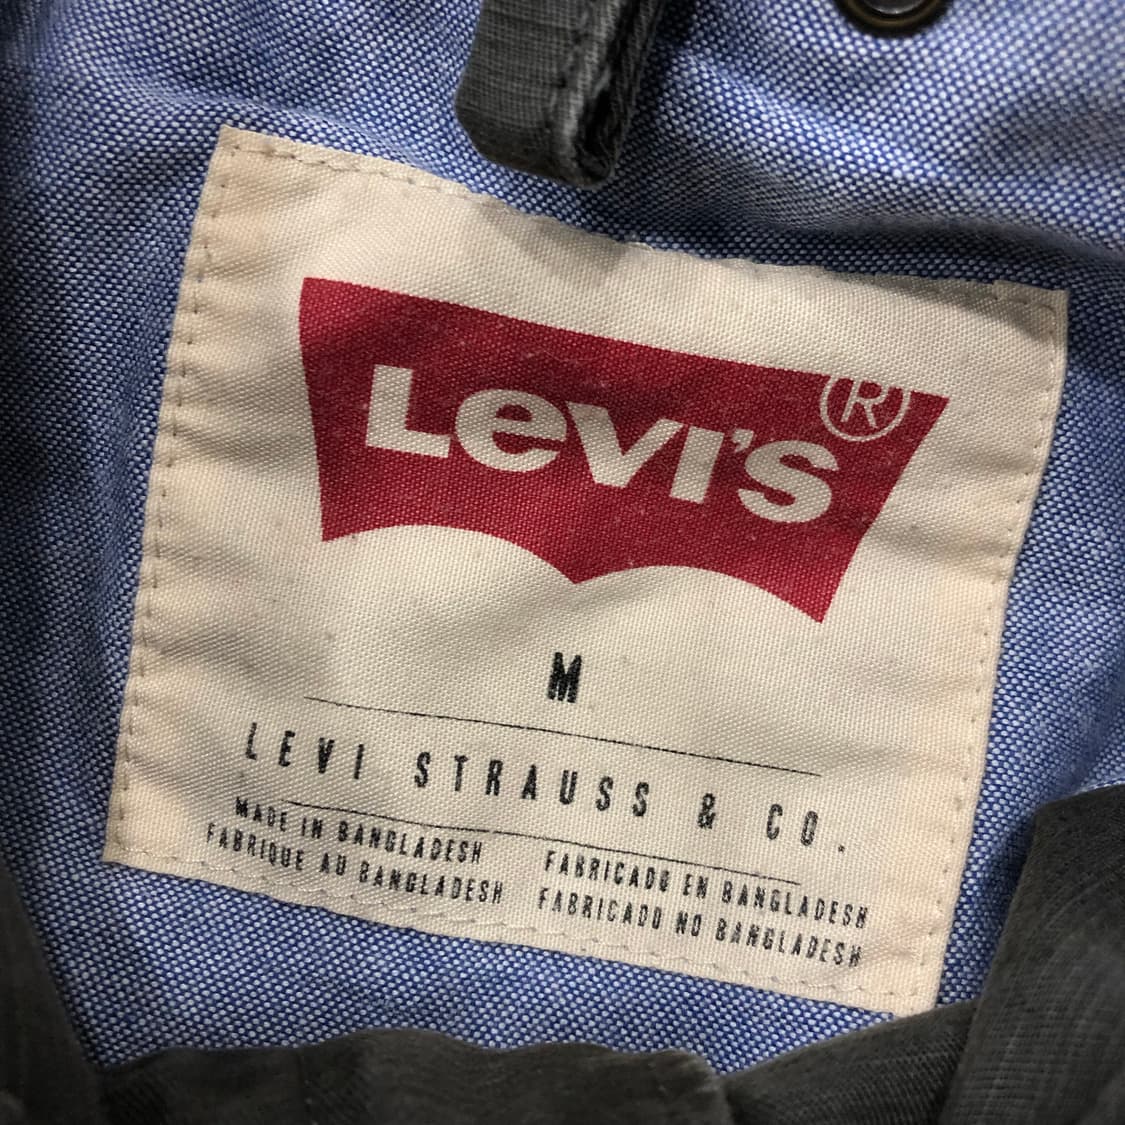 Levi's®
M
LEVI STRAUSS & CO.
MADE IN BANGLADESH
FABRIQUE AU BANGLADESH
FABRICADO EN BANGLADESH
FABRICADO NO BANGLADESH